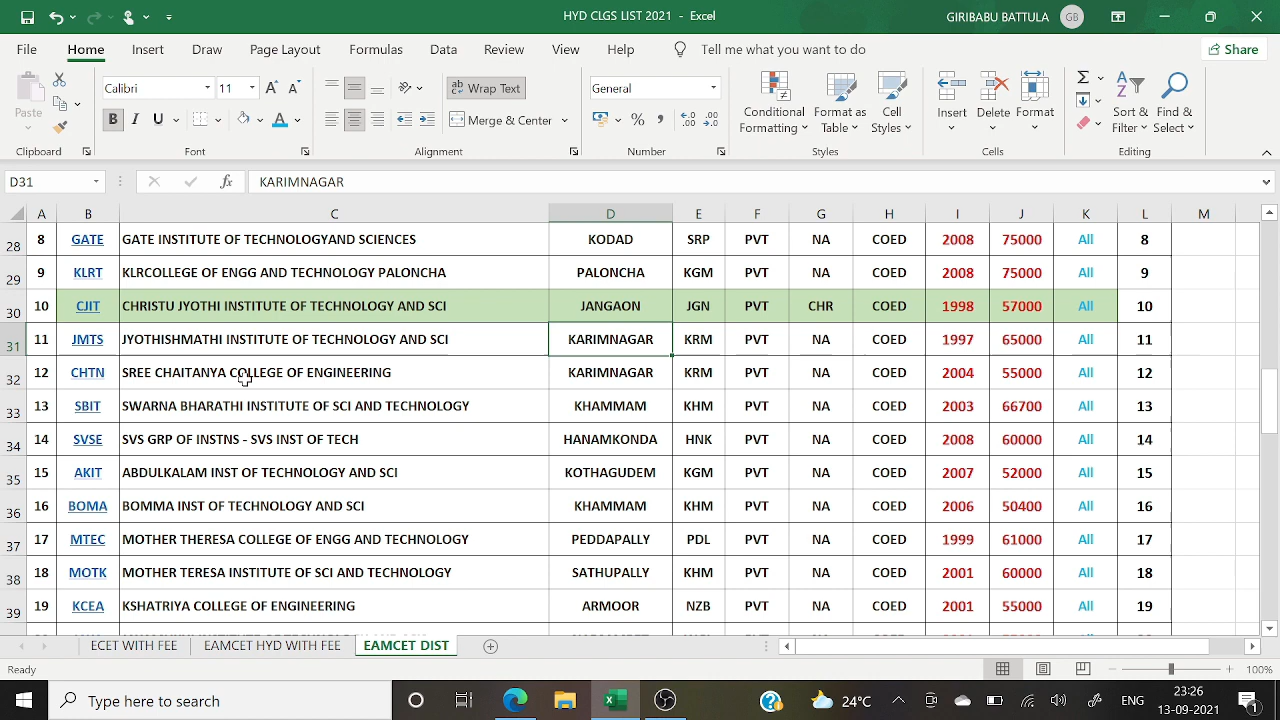 HYD CLGS LIST 2021 - Excel
GIRIBABU BATTULA GB
File Home Insert Draw Page Layout Formulas Data Review View Help Tell me what you want to do Share
Paste
Calibri 11 A A
B I U A
ab Wrap Text
Merge & Center
General
% ,
Conditional Formatting
Format as Table
Cell Styles
Insert Delete Format
Sort & Filter
Find & Select
Clipboard Font Alignment Number Styles Cells Editing
D31 fx KARIMNAGAR
A B C D E F G H I J K L M
28 8 GATE GATE INSTITUTE OF TECHNOLOGYAND SCIENCES KODAD SRP PVT NA COED 2008 75000 All 8
29 9 KLRT KLRCOLLEGE OF ENGG AND TECHNOLOGY PALONCHA PALONCHA KGM PVT NA COED 2008 75000 All 9
30 10 CJIT CHRISTU JYOTHI INSTITUTE OF TECHNOLOGY AND SCI JANGAON JGN PVT CHR COED 1998 57000 All 10
31 11 JMTS JYOTHISHMATHI INSTITUTE OF TECHNOLOGY AND SCI KARIMNAGAR KRM PVT NA COED 1997 65000 All 11
32 12 CHTN SREE CHAITANYA COLLEGE OF ENGINEERING KARIMNAGAR KRM PVT NA COED 2004 55000 All 12
33 13 SBIT SWARNA BHARATHI INSTITUTE OF SCI AND TECHNOLOGY KHAMMAM KHM PVT NA COED 2003 66700 All 13
34 14 SVSE SVS GRP OF INSTNS - SVS INST OF TECH HANAMKONDA HNK PVT NA COED 2008 60000 All 14
35 15 AKIT ABDULKALAM INST OF TECHNOLOGY AND SCI KOTHAGUDEM KGM PVT NA COED 2007 52000 All 15
36 16 BOMA BOMMA INST OF TECHNOLOGY AND SCI KHAMMAM KHM PVT NA COED 2006 50400 All 16
37 17 MTEC MOTHER THERESA COLLEGE OF ENGG AND TECHNOLOGY PEDDAPALLY PDL PVT NA COED 1999 61000 All 17
38 18 MOTK MOTHER TERESA INSTITUTE OF SCI AND TECHNOLOGY SATHUPALLY KHM PVT NA COED 2001 60000 All 18
39 19 KCEA KSHATRIYA COLLEGE OF ENGINEERING ARMOOR NZB PVT NA COED 2001 55000 All 19
ECET WITH FEE EAMCET HYD WITH FEE EAMCET DIST
Ready 100%
Type here to search 24°C ENG 23:26
13-09-2021 1